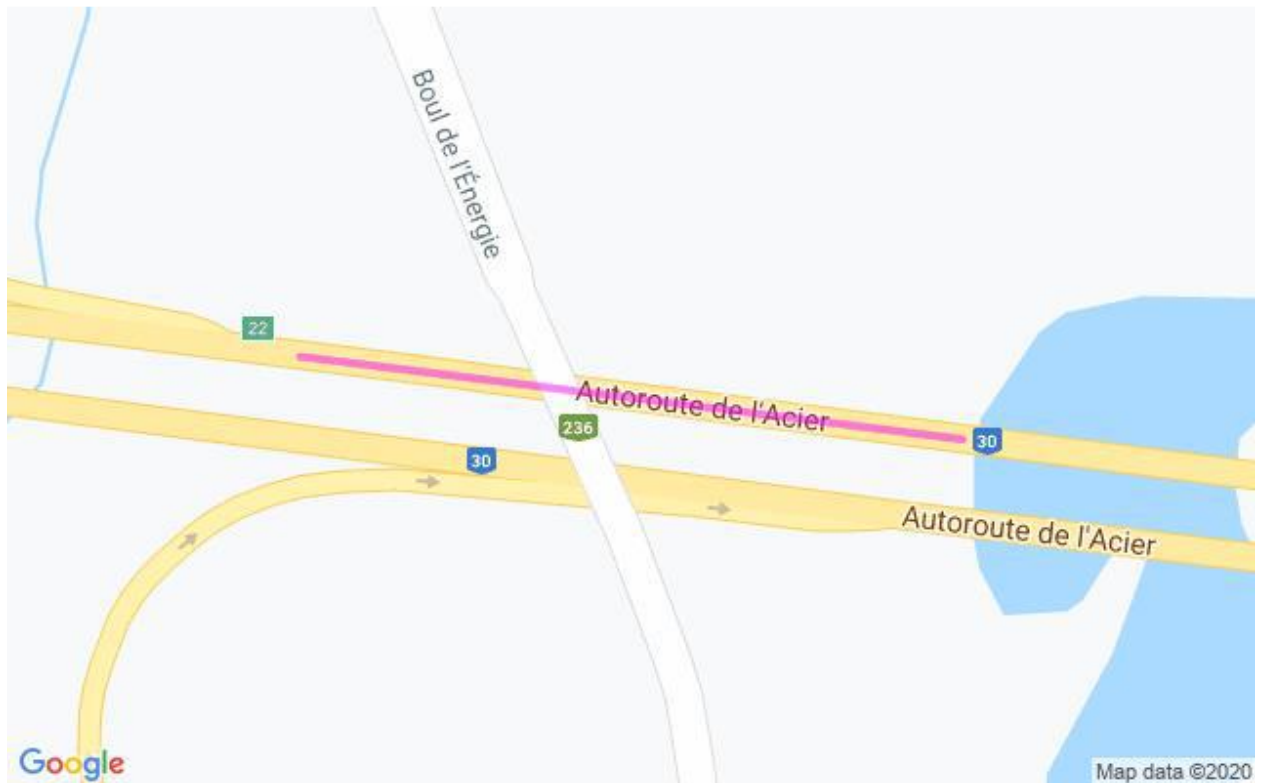 Boul de l'Énergie
22
Autoroute de l'Acier
236
30
30
Autoroute de l'Acier
Google
Map data ©2020